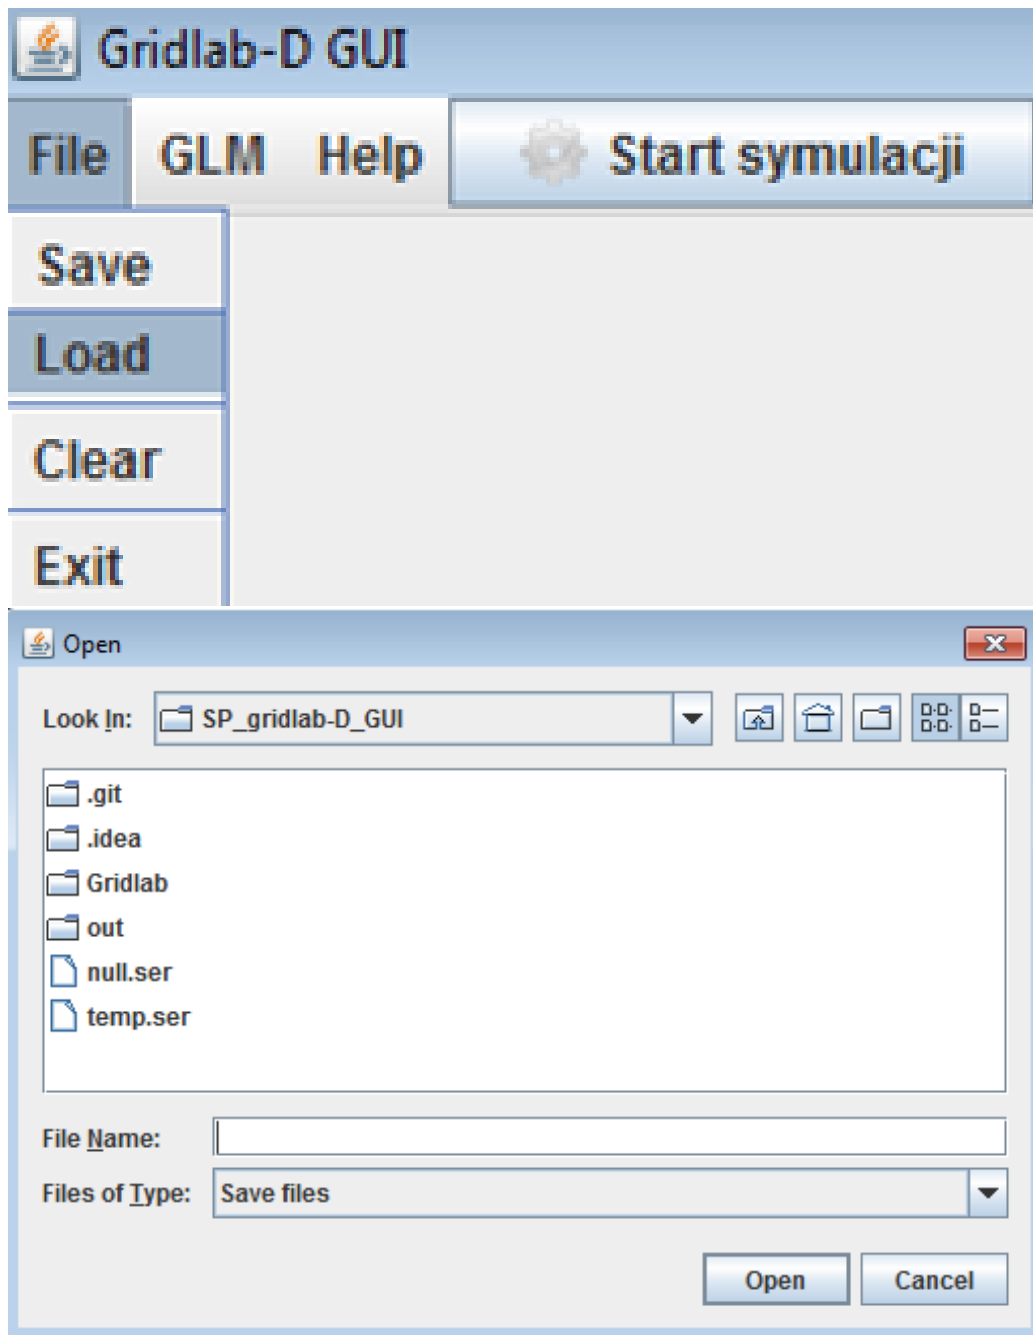 Gridlab-D GUI
File GLM Help Start symulacji
Save
Load
Clear
Exit
Open
Look In: SP_gridlab-D_GUI
.git
.idea
Gridlab
out
null.ser
temp.ser
File Name:
Files of Type: Save files
Open Cancel